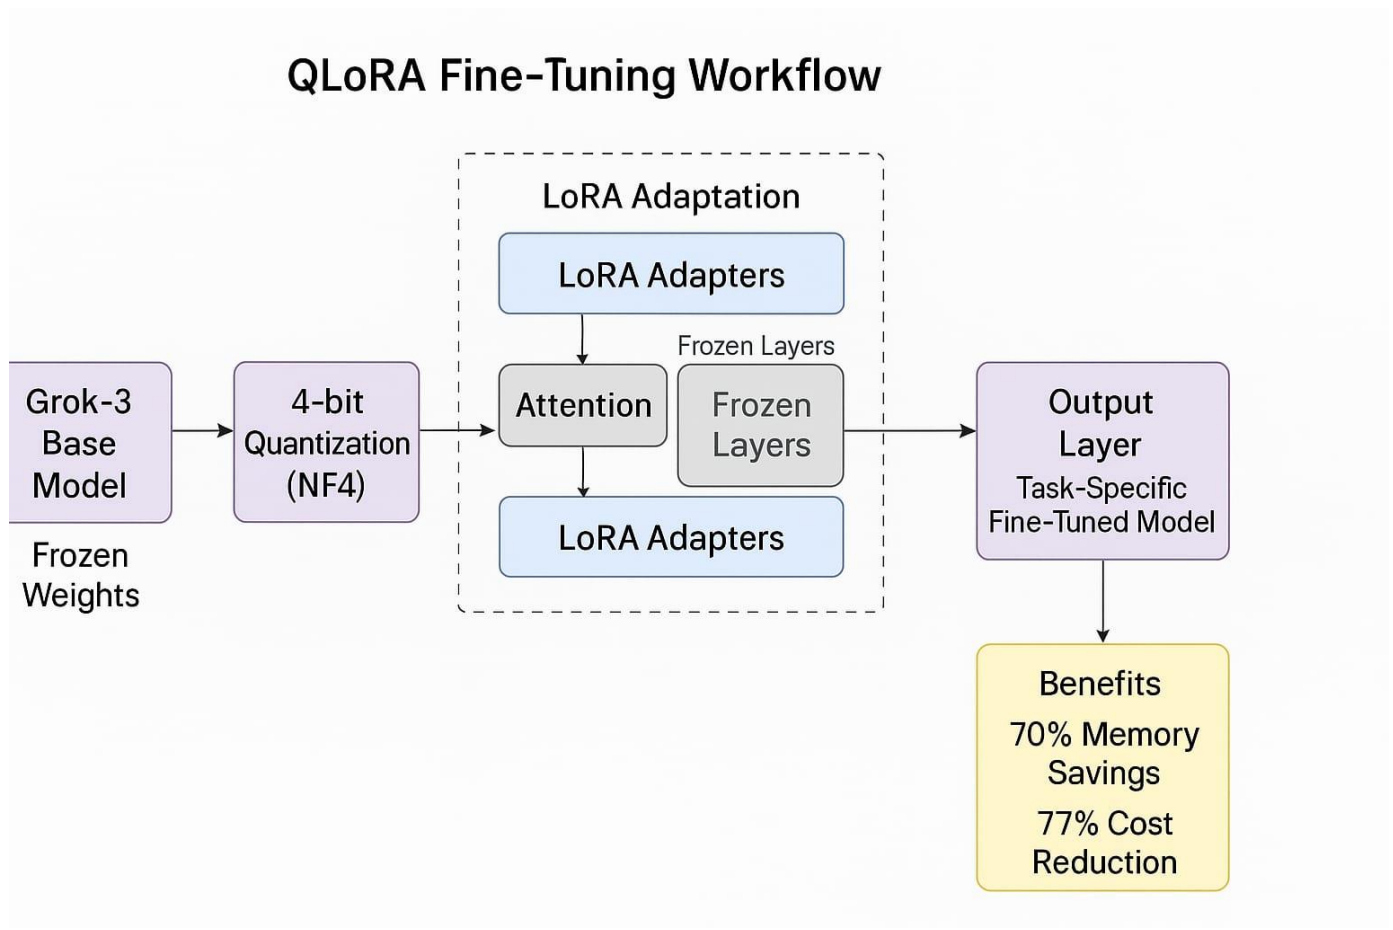 QLoRA Fine-Tuning Workflow
Grok-3
Base
Model
Frozen
Weights
4-bit
Quantization
(NF4)
LoRA Adaptation
LoRA Adapters
Attention
Frozen Layers
Frozen
Layers
LoRA Adapters
Output
Layer
Task-Specific
Fine-Tuned Model
Benefits
70% Memory
Savings
77% Cost
Reduction